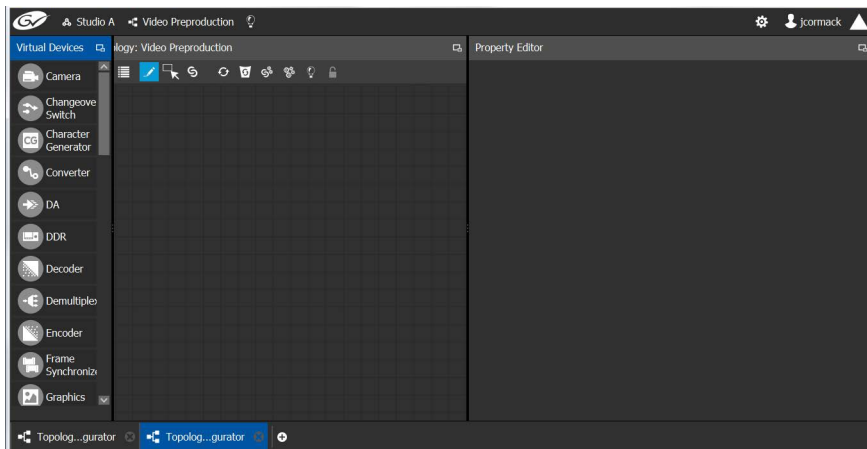 Studio A Video Preproduction jcormack
Virtual Devices
ology: Video Preproduction
Property Editor
Camera
Changeove
Switch
CG
Character
Generator
Converter
DA
DDR
Decoder
Demultiplex
Encoder
Frame
Synchronize
Graphics
Topolog...gurator
Topolog...gurator